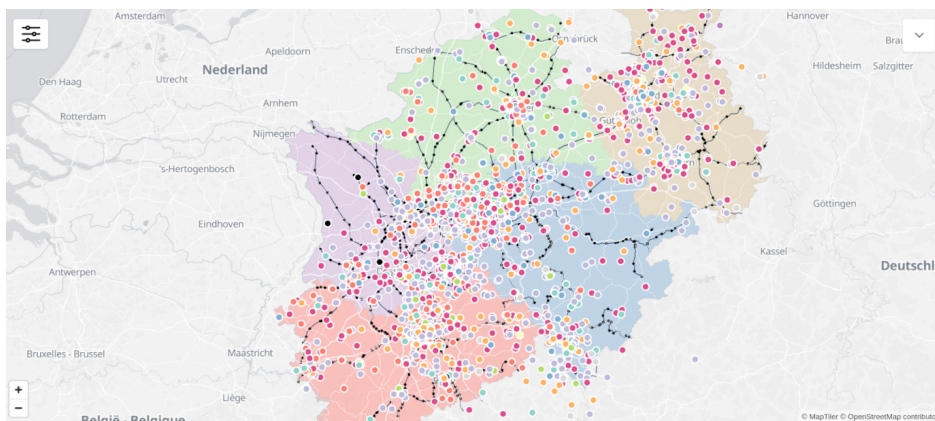 Amsterdam
Hannover
Enschede
Apeldoorn
Nederland
Den Haag
Utrecht
Hildesheim
Salzgitter
Arnhem
Rotterdam
Nijmegen
's-Hertogenbosch
Göttingen
Eindhoven
Kassel
Deutschl
Antwerpen
Bruxelles - Brussel
Maastricht
+
−
Liège
België - Belgique
© MapTiler © OpenStreetMap contributo